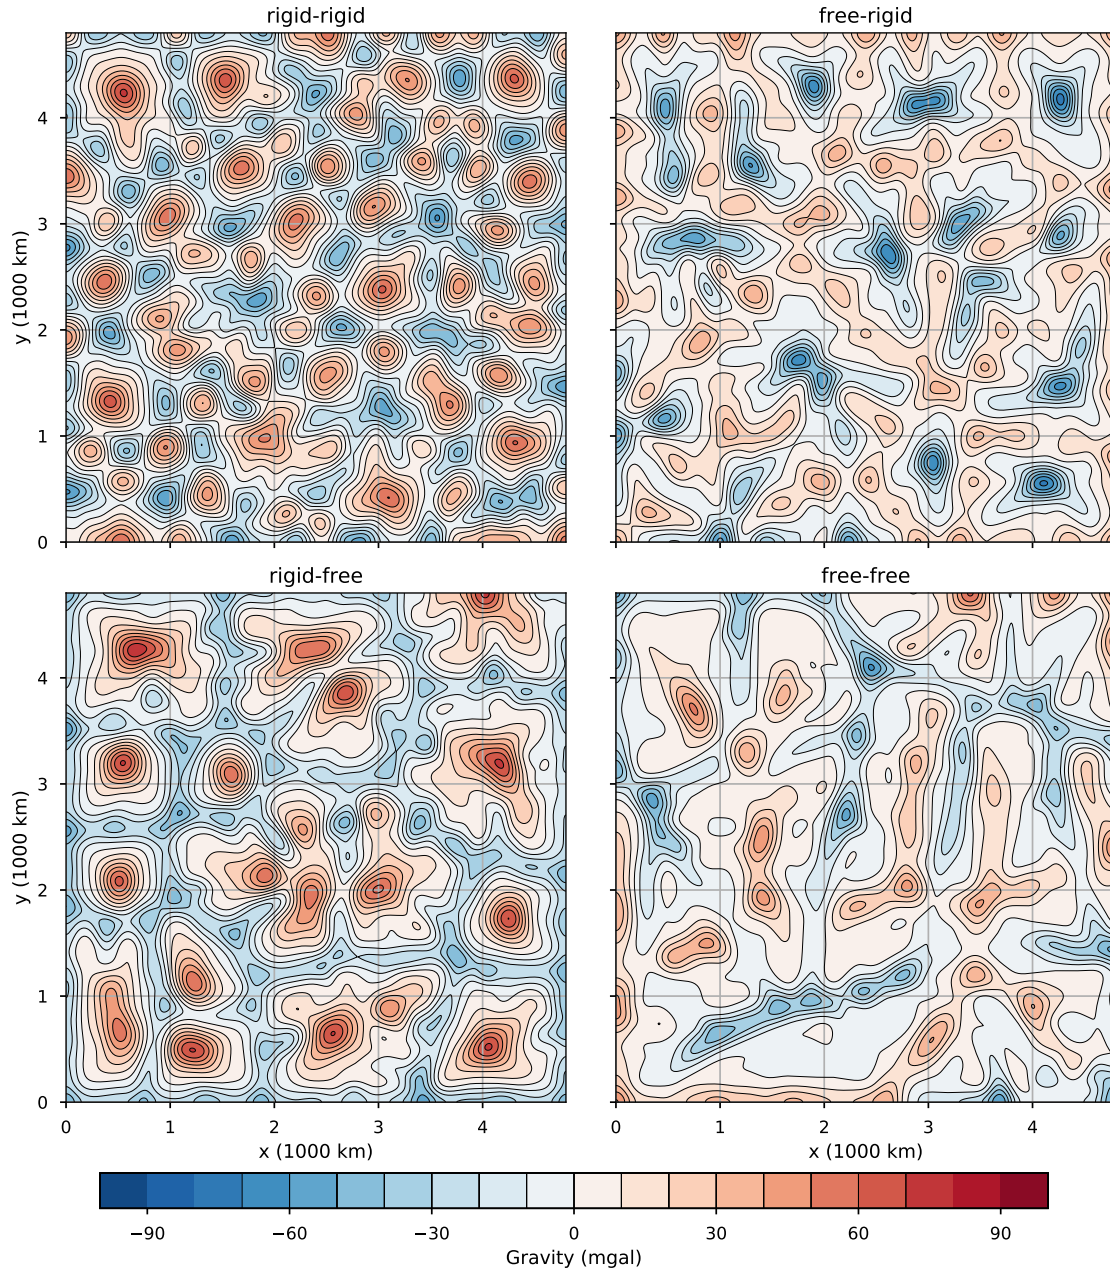 rigid-rigid
free-rigid
y (1000 km)
4
3
2
1
0
rigid-free
free-free
y (1000 km)
4
3
2
1
0
0 1 2 3 4
0 1 2 3 4
x (1000 km)
x (1000 km)
−90 −60 −30 0 30 60 90
Gravity (mgal)